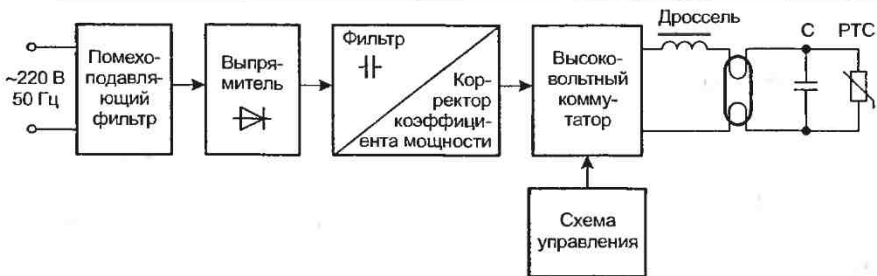 ~220 В
50 Гц
Помехо-
подавля-
ющий
фильтр
Выпря-
митель
Фильтр
Кор-
ректор
коэффици-
ента мощности
Высоко-
вольтный
комму-
татор
Схема
управления
Дроссель
С
РТС